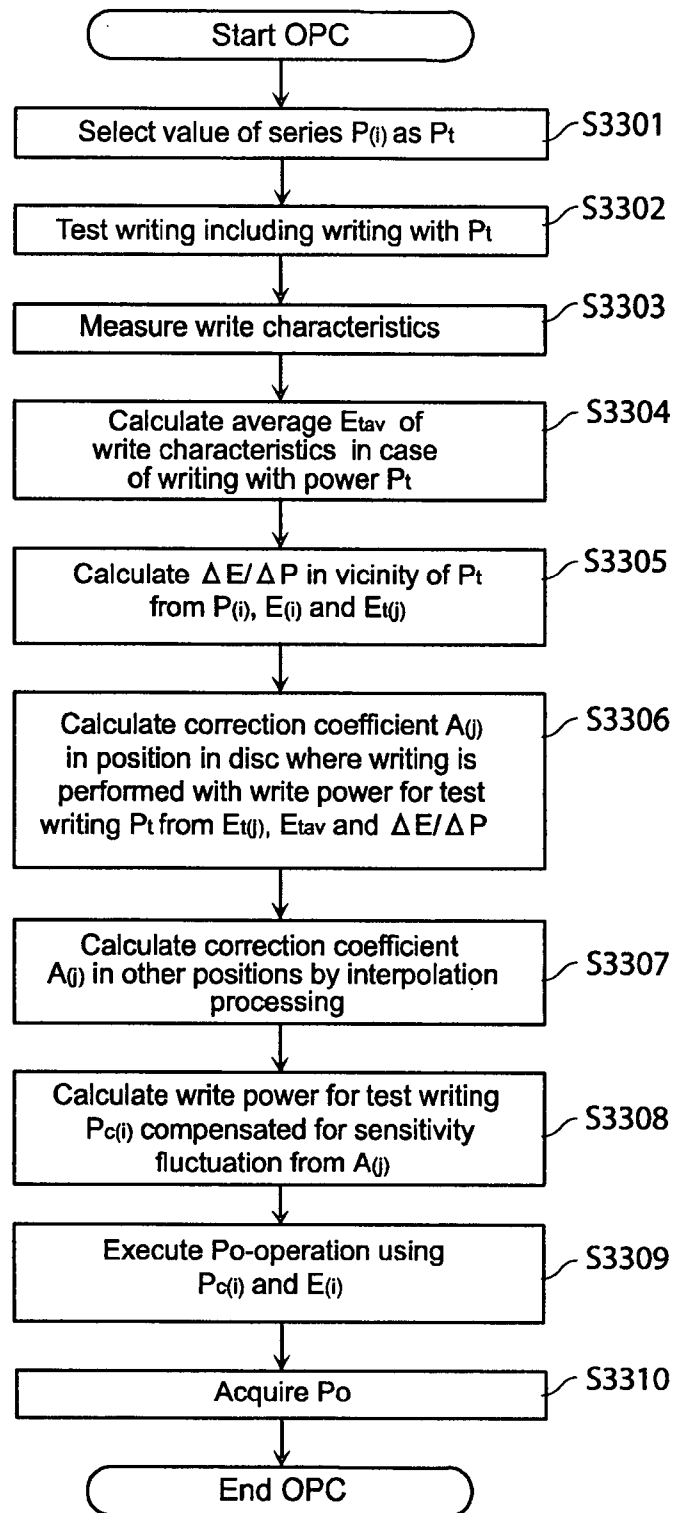 Start OPC
Select value of series P(i) as Pt
S3301
Test writing including writing with Pt
S3302
Measure write characteristics
S3303
Calculate average Etav of
write characteristics in case
of writing with power Pt
S3304
Calculate ΔE/ΔP in vicinity of Pt
from P(i), E(i) and Et(j)
S3305
Calculate correction coefficient A(j)
in position in disc where writing is
performed with write power for test
writing Pt from Et(j), Etav and ΔE/ΔP
S3306
Calculate correction coefficient
A(j) in other positions by interpolation
processing
S3307
Calculate write power for test writing
Pc(i) compensated for sensitivity
fluctuation from A(j)
S3308
Execute Po-operation using
Pc(i) and E(i)
S3309
Acquire Po
S3310
End OPC